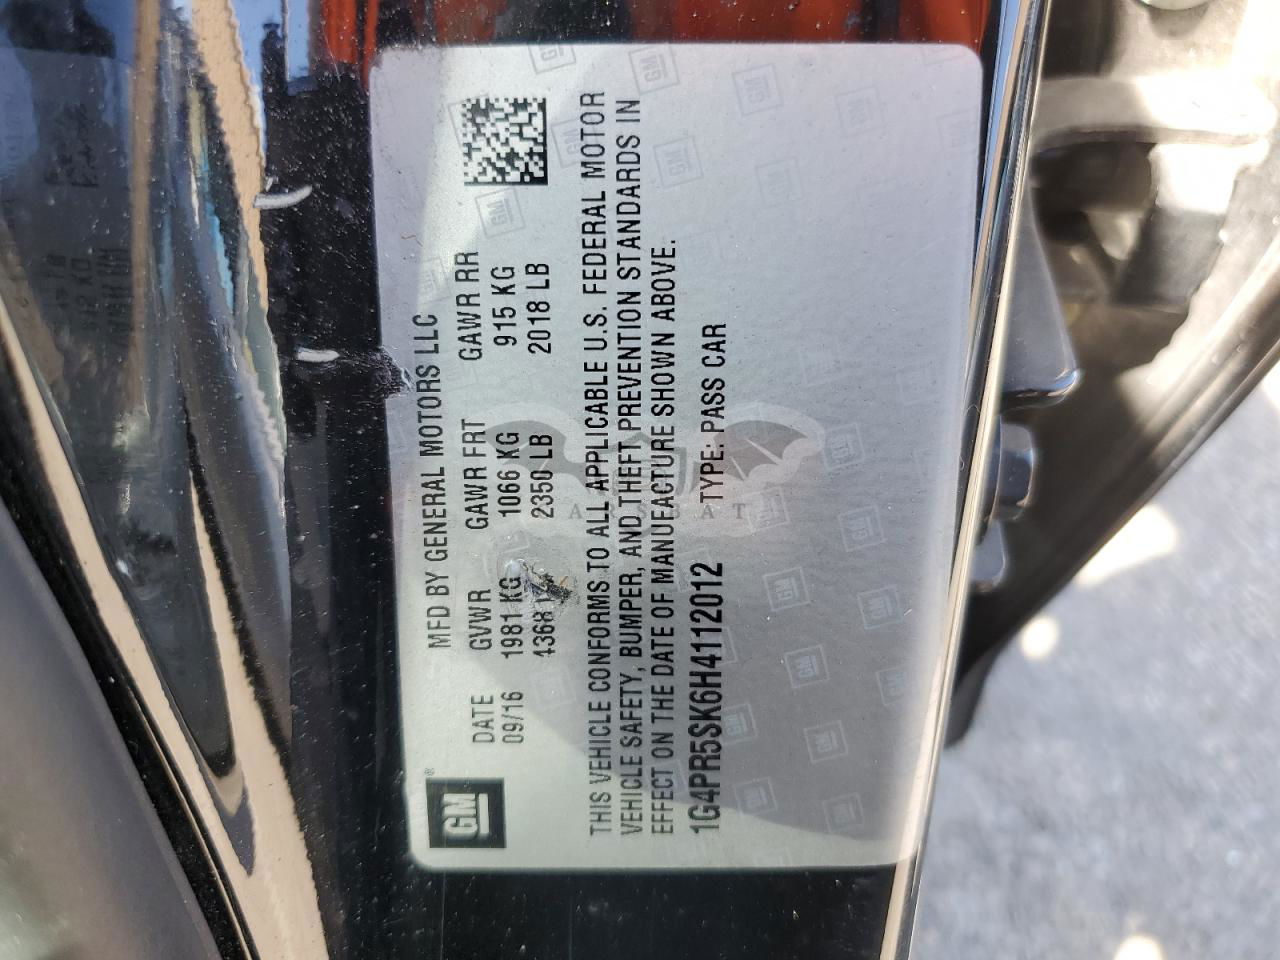 MFD BY GENERAL MOTORS LLC
GM ®
DATE GVWR GAWR FRT GAWR RR
09/16 1981 KG 1066 KG 915 KG
4368 2350 LB 2018 LB
THIS VEHICLE CONFORMS TO ALL APPLICABLE U.S. FEDERAL MOTOR
VEHICLE SAFETY, BUMPER, AND THEFT PREVENTION STANDARDS IN
EFFECT ON THE DATE OF MANUFACTURE SHOWN ABOVE.
1G4PR5SK6H4112012 TYPE: PASS CAR